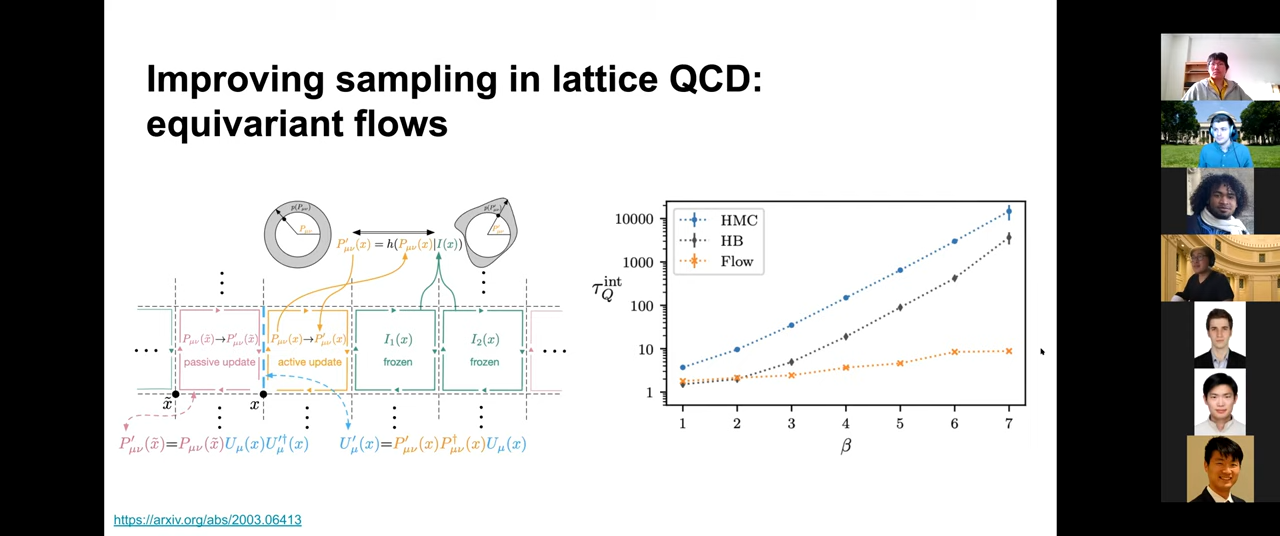 Improving sampling in lattice QCD:
equivariant flows
P′μν(x) = h(Pμν(x)|I(x))
Pμν(x̃)→P′μν(x̃)
passive update
Pμν(x)→P′μν(x)
active update
I₁(x)
frozen
I₂(x)
frozen
x̃
x
P′μν(x̃)=Pμν(x̃)Uμ(x)U′†μ(x)
U′μ(x)=P′μν(x)P†μν(x)Uμ(x)
HMC
HB
Flow
τ int Q
10000
1000
100
10
1
1 2 3 4 5 6 7
β
https://arxiv.org/abs/2003.06413